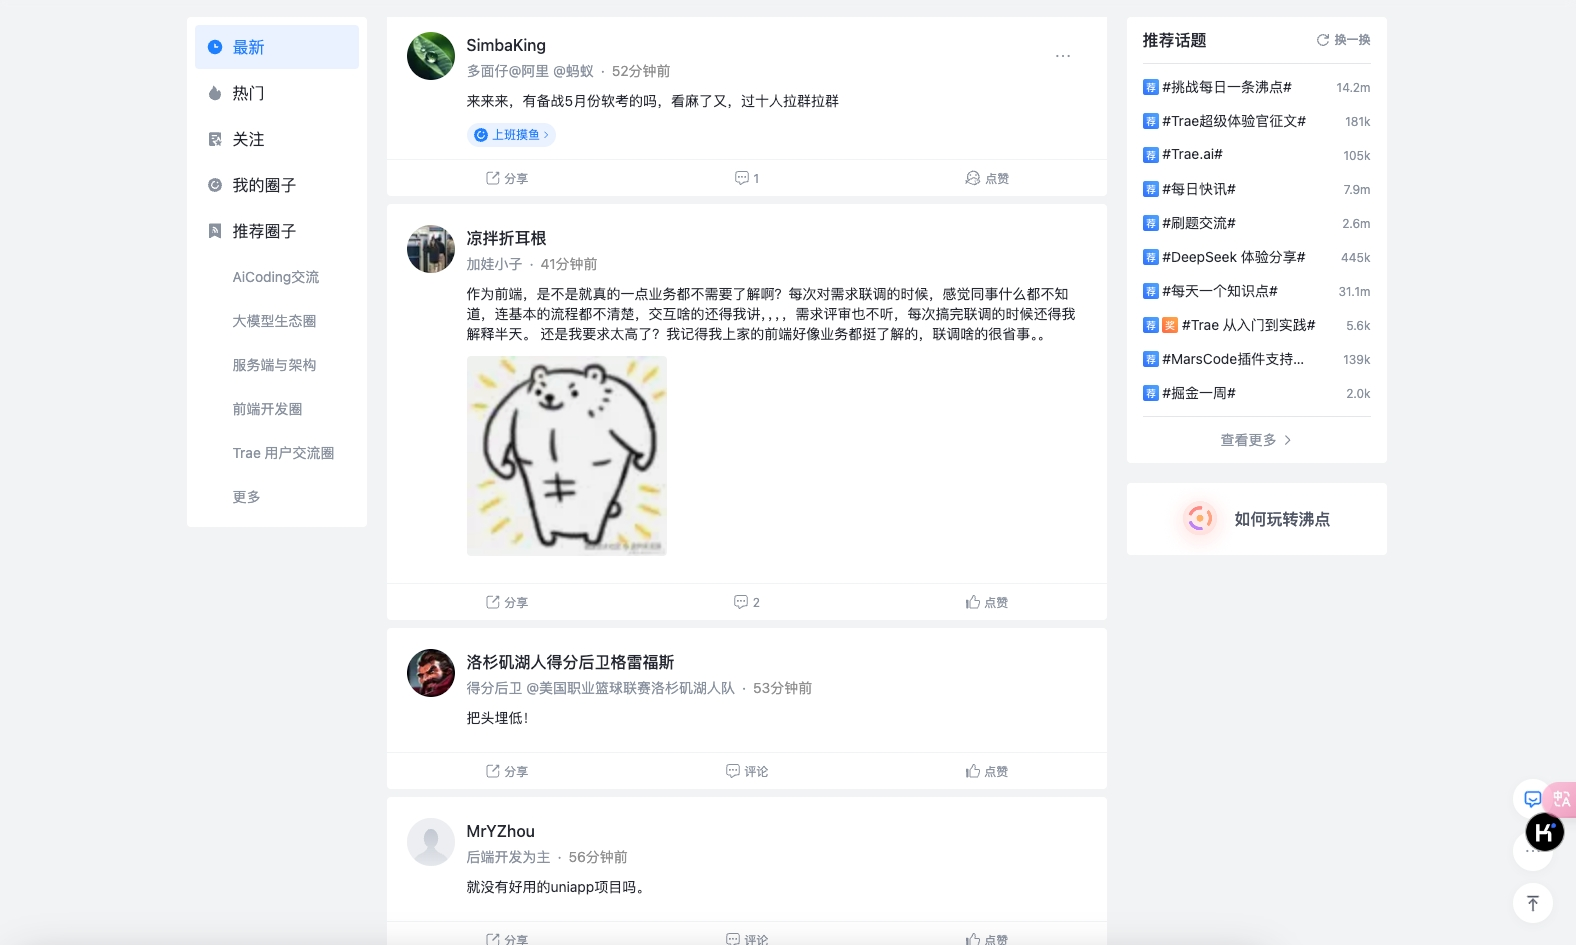 最新
热门
关注
我的圈子
推荐圈子
AiCoding交流
大模型生态圈
服务端与架构
前端开发圈
Trae 用户交流圈
更多
SimbaKing
多面仔@阿里 @蚂蚁 · 52分钟前
来来来，有备战5月份软考的吗，看麻了又，过十人拉群拉群
上班摸鱼
分享
1
点赞
凉拌折耳根
加娃小子 · 41分钟前
作为前端，是不是就真的一点业务都不需要了解啊？每次对需求联调的时候，感觉同事什么都不知
道，连基本的流程都不清楚，交互啥的还得我讲，，，，需求评审也不听，每次搞完联调的时候还得我
解释半天。 还是我要求太高了？我记得我上家的前端好像业务都挺了解的，联调啥的很省事。。
分享
2
点赞
洛杉矶湖人得分后卫格雷福斯
得分后卫 @美国职业篮球联赛洛杉矶湖人队 · 53分钟前
把头埋低！
分享
评论
点赞
MrYZhou
后端开发为主 · 56分钟前
就没有好用的uniapp项目吗。
分享
评论
点赞
推荐话题
换一换
荐 #挑战每日一条沸点# 14.2m
荐 #Trae超级体验官征文# 181k
荐 #Trae.ai# 105k
荐 #每日快讯# 7.9m
荐 #刷题交流# 2.6m
荐 #DeepSeek 体验分享# 445k
荐 #每天一个知识点# 31.1m
荐 奖 #Trae 从入门到实践# 5.6k
荐 #MarsCode插件支持... 139k
荐 #掘金一周# 2.0k
查看更多
如何玩转沸点
中A
K